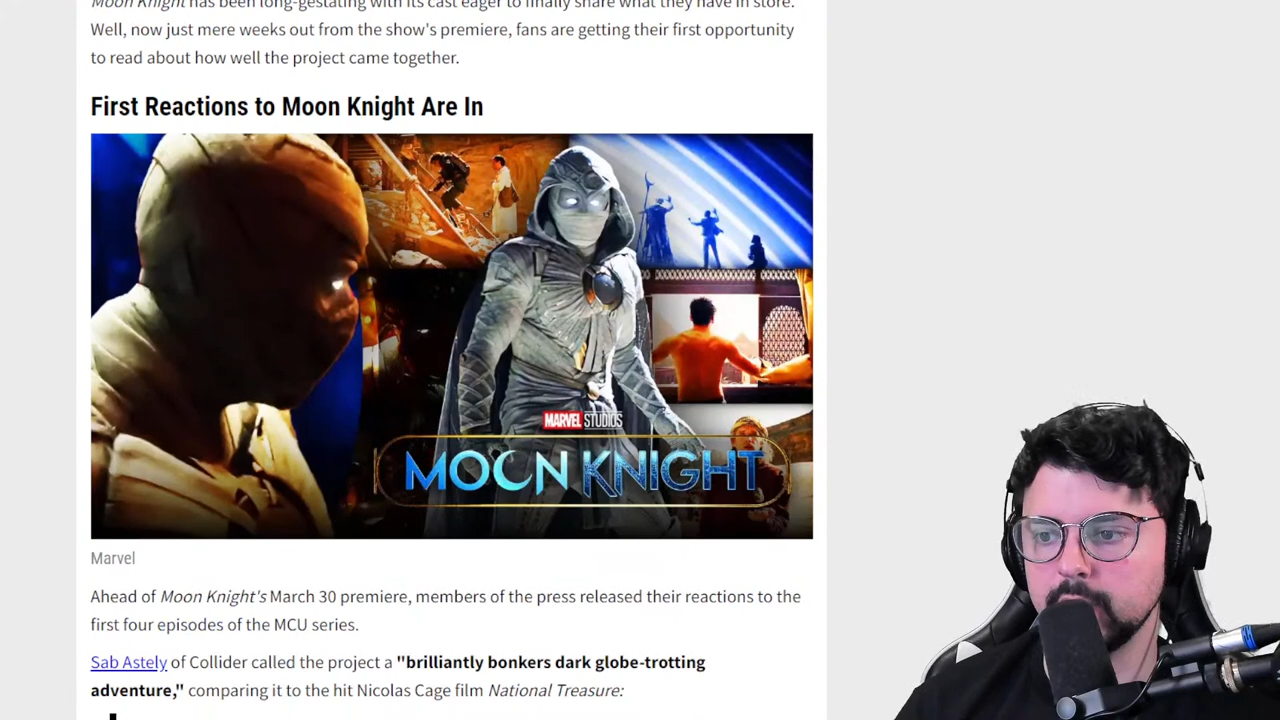 Moon Knight has been long-gestating with its cast eager to finally share what they have in store.
Well, now just mere weeks out from the show's premiere, fans are getting their first opportunity
to read about how well the project came together.
First Reactions to Moon Knight Are In
MARVEL STUDIOS
MOON KNIGHT
Marvel
Ahead of Moon Knight's March 30 premiere, members of the press released their reactions to the
first four episodes of the MCU series.
Sab Astely of Collider called the project a "brilliantly bonkers dark globe-trotting
adventure," comparing it to the hit Nicolas Cage film National Treasure: